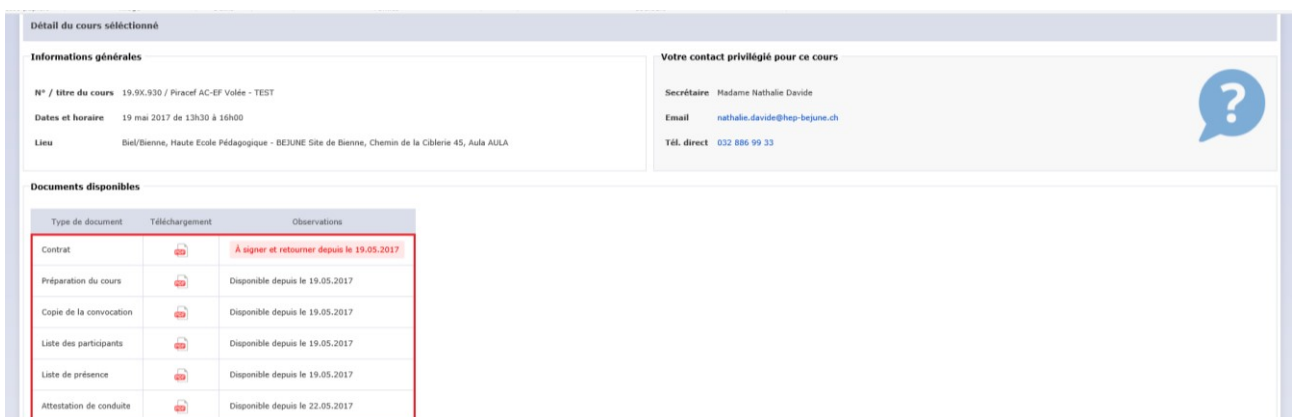 Détail du cours séléctionné
Informations générales
N° / titre du cours 19.9X.930 / Piracef AC-EF Volée - TEST
Dates et horaire 19 mai 2017 de 13h30 à 16h00
Lieu Biel/Bienne, Haute Ecole Pédagogique - BEJUNE Site de Bienne, Chemin de la Ciblerie 45, Aula AULA
Votre contact privilégié pour ce cours
Secrétaire Madame Nathalie Davide
Email nathalie.davide@hep-bejune.ch
Tél. direct 032 886 99 33
Documents disponibles
Type de document Téléchargement Observations
Contrat À signer et retourner depuis le 19.05.2017
Préparation du cours Disponible depuis le 19.05.2017
Copie de la convocation Disponible depuis le 19.05.2017
Liste des participants Disponible depuis le 19.05.2017
Liste de présence Disponible depuis le 19.05.2017
Attestation de conduite Disponible depuis le 22.05.2017